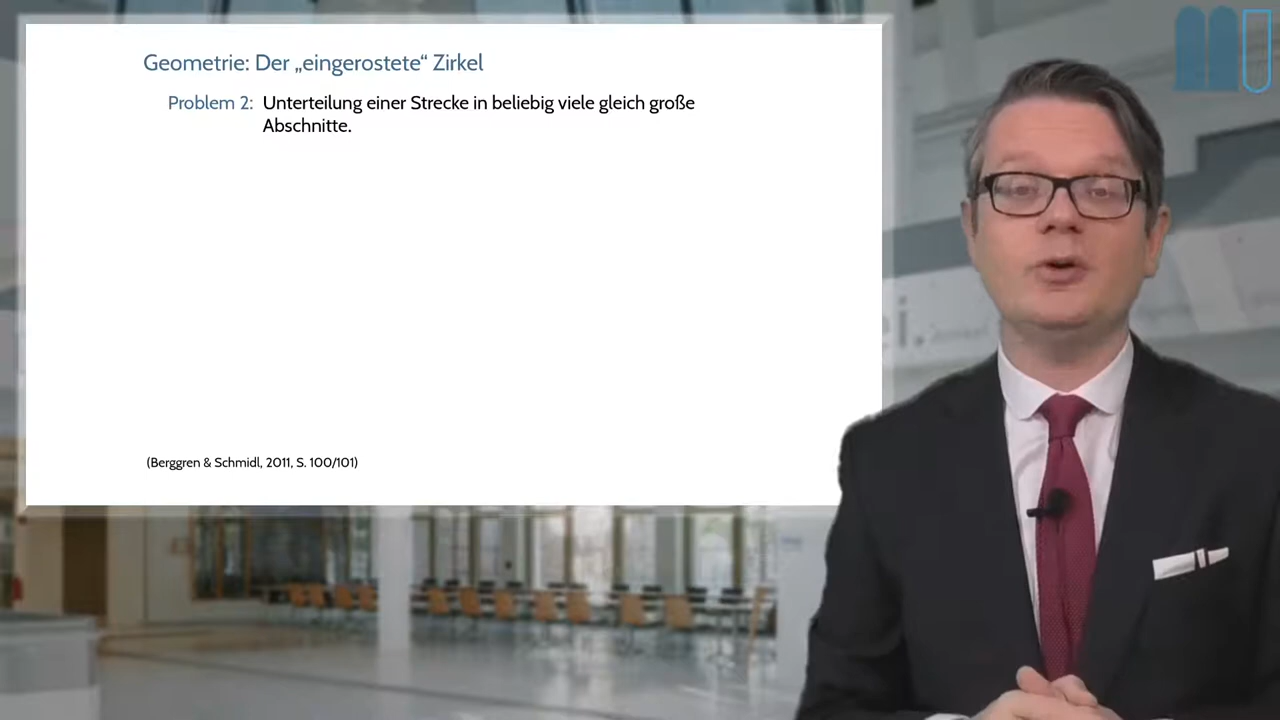 Geometrie: Der „eingerostete“ Zirkel
Problem 2: Unterteilung einer Strecke in beliebig viele gleich große
Abschnitte.
(Berggren & Schmidl, 2011, S. 100/101)